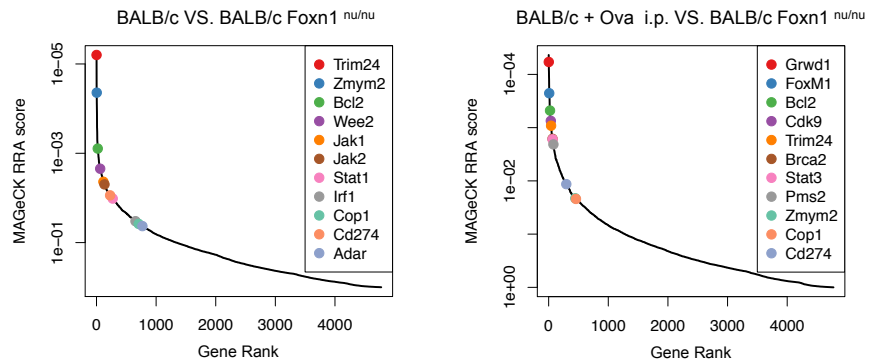 BALB/c VS. BALB/c Foxn1 nu/nu
MAGeCK RRA score
1e-05
1e-03
1e-01
0
1000
2000
3000
4000
Gene Rank
Trim24
Zmym2
Bcl2
Wee2
Jak1
Jak2
Stat1
Irf1
Cop1
Cd274
Adar
BALB/c + Ova i.p. VS. BALB/c Foxn1 nu/nu
MAGeCK RRA score
1e-04
1e-02
1e+00
0
1000
2000
3000
4000
Gene Rank
Grwd1
FoxM1
Bcl2
Cdk9
Trim24
Brca2
Stat3
Pms2
Zmym2
Cop1
Cd274